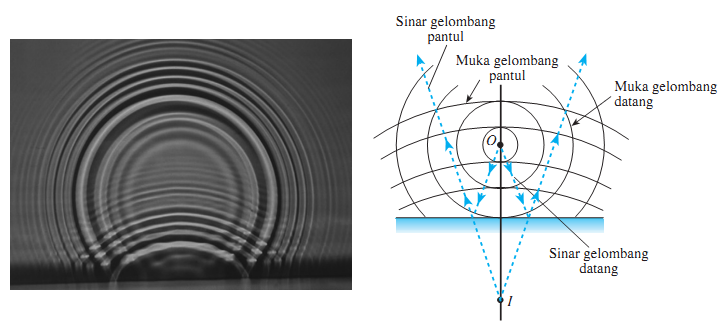 Sinar gelombang
pantul
Muka gelombang
pantul
Muka gelombang
datang
O
Sinar gelombang
datang
I